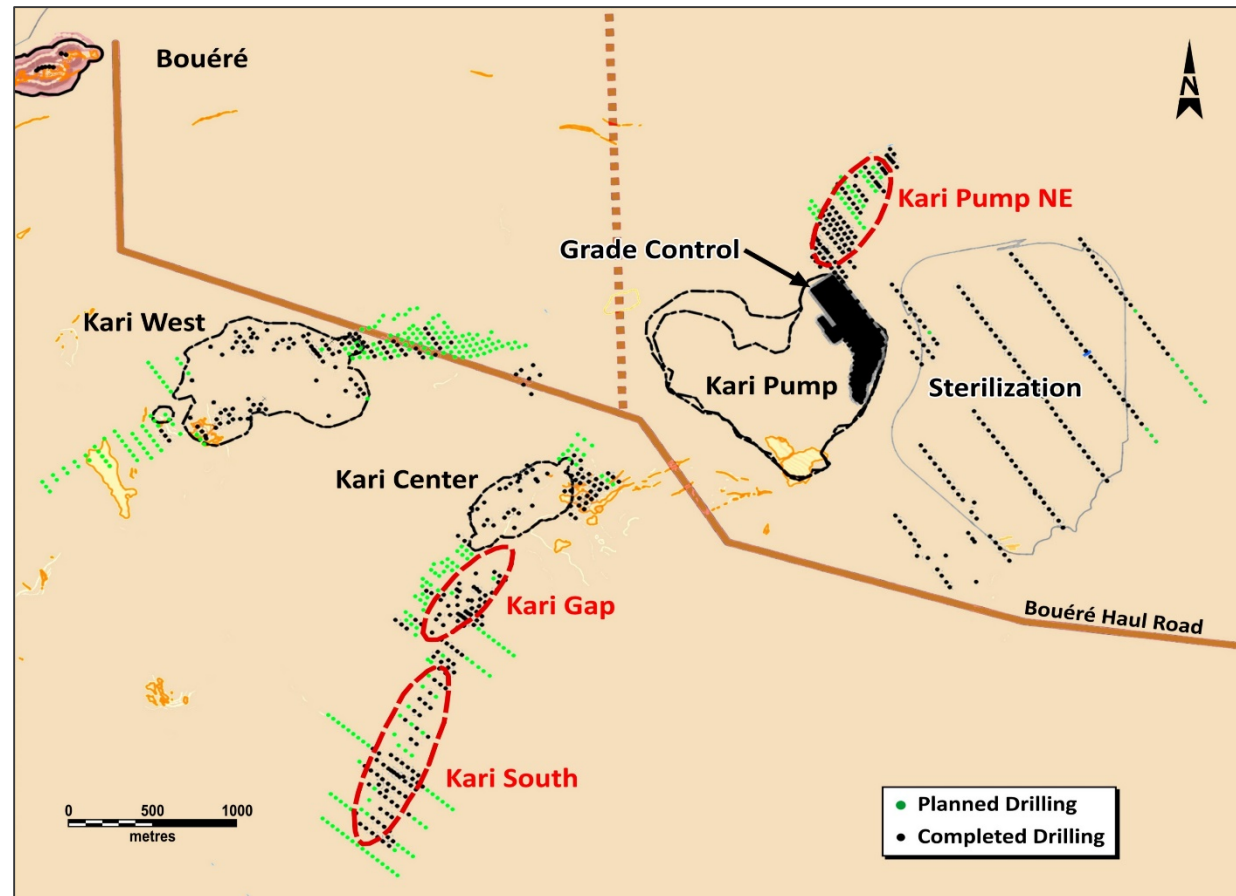 Bouéré
N
Kari Pump NE
Grade Control
Kari West
Kari Pump
Sterilization
Kari Center
Kari Gap
Bouéré Haul Road
Kari South
0 500 1000
metres
Planned Drilling
Completed Drilling